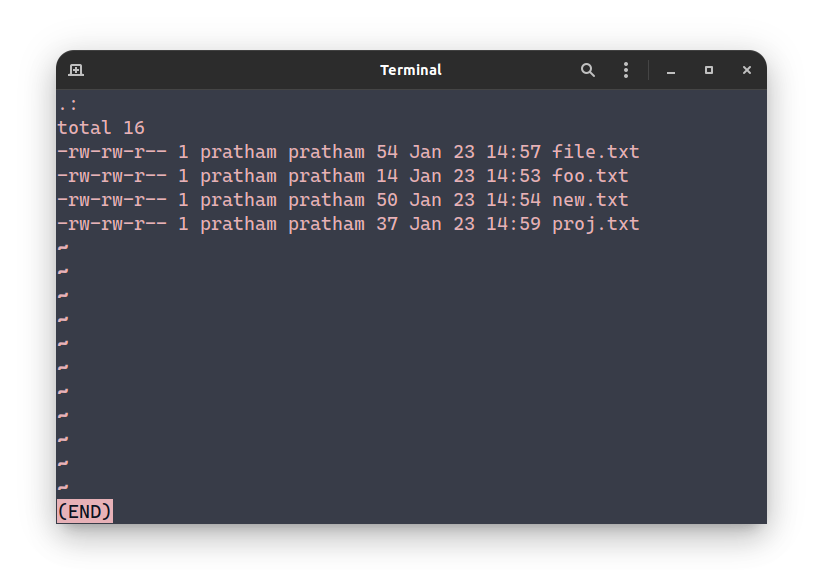 Terminal
.:
total 16
-rw-rw-r-- 1 pratham pratham 54 Jan 23 14:57 file.txt
-rw-rw-r-- 1 pratham pratham 14 Jan 23 14:53 foo.txt
-rw-rw-r-- 1 pratham pratham 50 Jan 23 14:54 new.txt
-rw-rw-r-- 1 pratham pratham 37 Jan 23 14:59 proj.txt
~
~
~
~
~
~
~
~
~
~
~
(END)